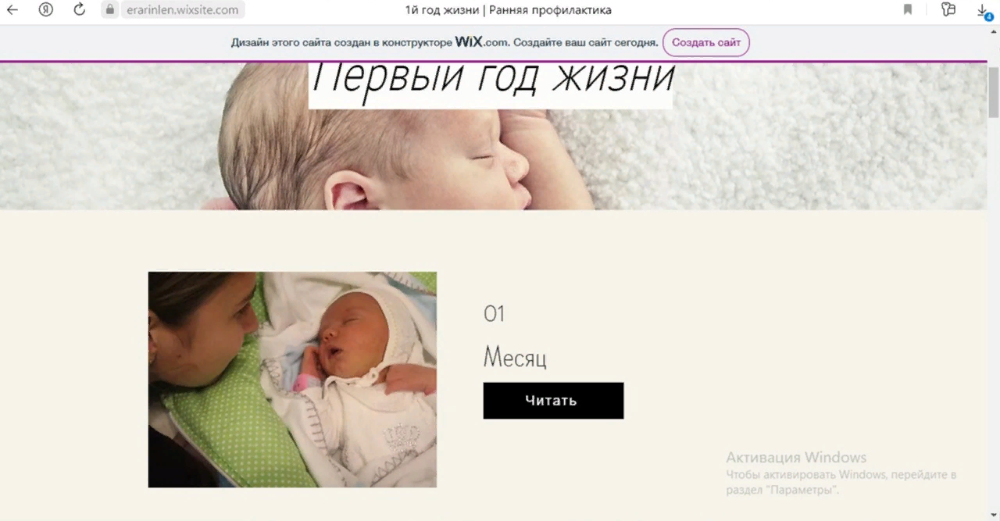 erarinlen.wixsite.com
1й год жизни | Ранняя профилактика
4
Дизайн этого сайта создан в конструкторе WiX.com. Создайте ваш сайт сегодня. Создать сайт
Первый год жизни
01
Месяц
Читать
Активация Windows
Чтобы активировать Windows, перейдите в
раздел "Параметры".